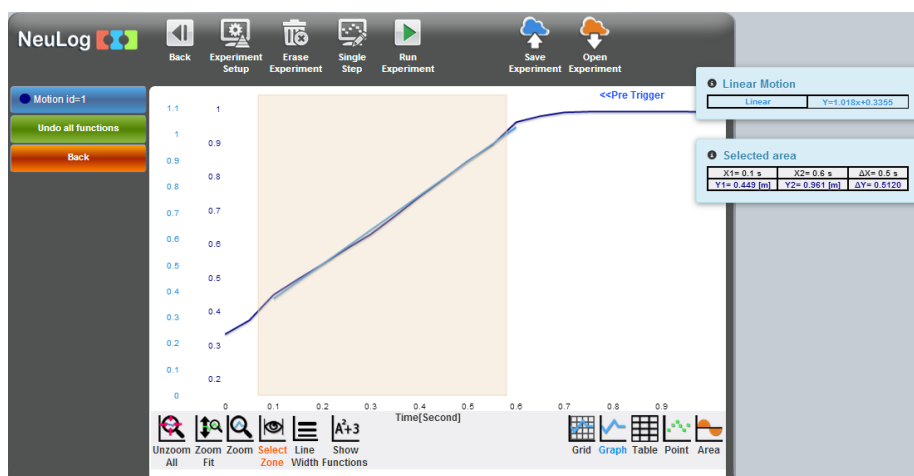 NeuLog
Back
Experiment
Setup
Erase
Experiment
Single
Step
Run
Experiment
Save
Experiment
Open
Experiment
Motion id=1
Undo all functions
Back
<<Pre Trigger
Linear Motion
Linear Y=1.018x+0.3355
Selected area
X1= 0.1 s X2= 0.6 s ΔX= 0.5 s
Y1= 0.449 [m] Y2= 0.961 [m] ΔY= 0.5120
1.1
1
0.9
0.8
0.7
0.6
0.5
0.4
0.3
0.2
0.1
0
1
0.9
0.8
0.7
0.6
0.5
0.4
0.3
0.2
0 0.1 0.2 0.3 0.4 0.5 0.6 0.7 0.8 0.9
Time[Second]
A²+3
Unzoom
All
Zoom
Fit
Zoom
Select
Zone
Line
Width
Show
Functions
Grid
Graph
Table
Point
Area